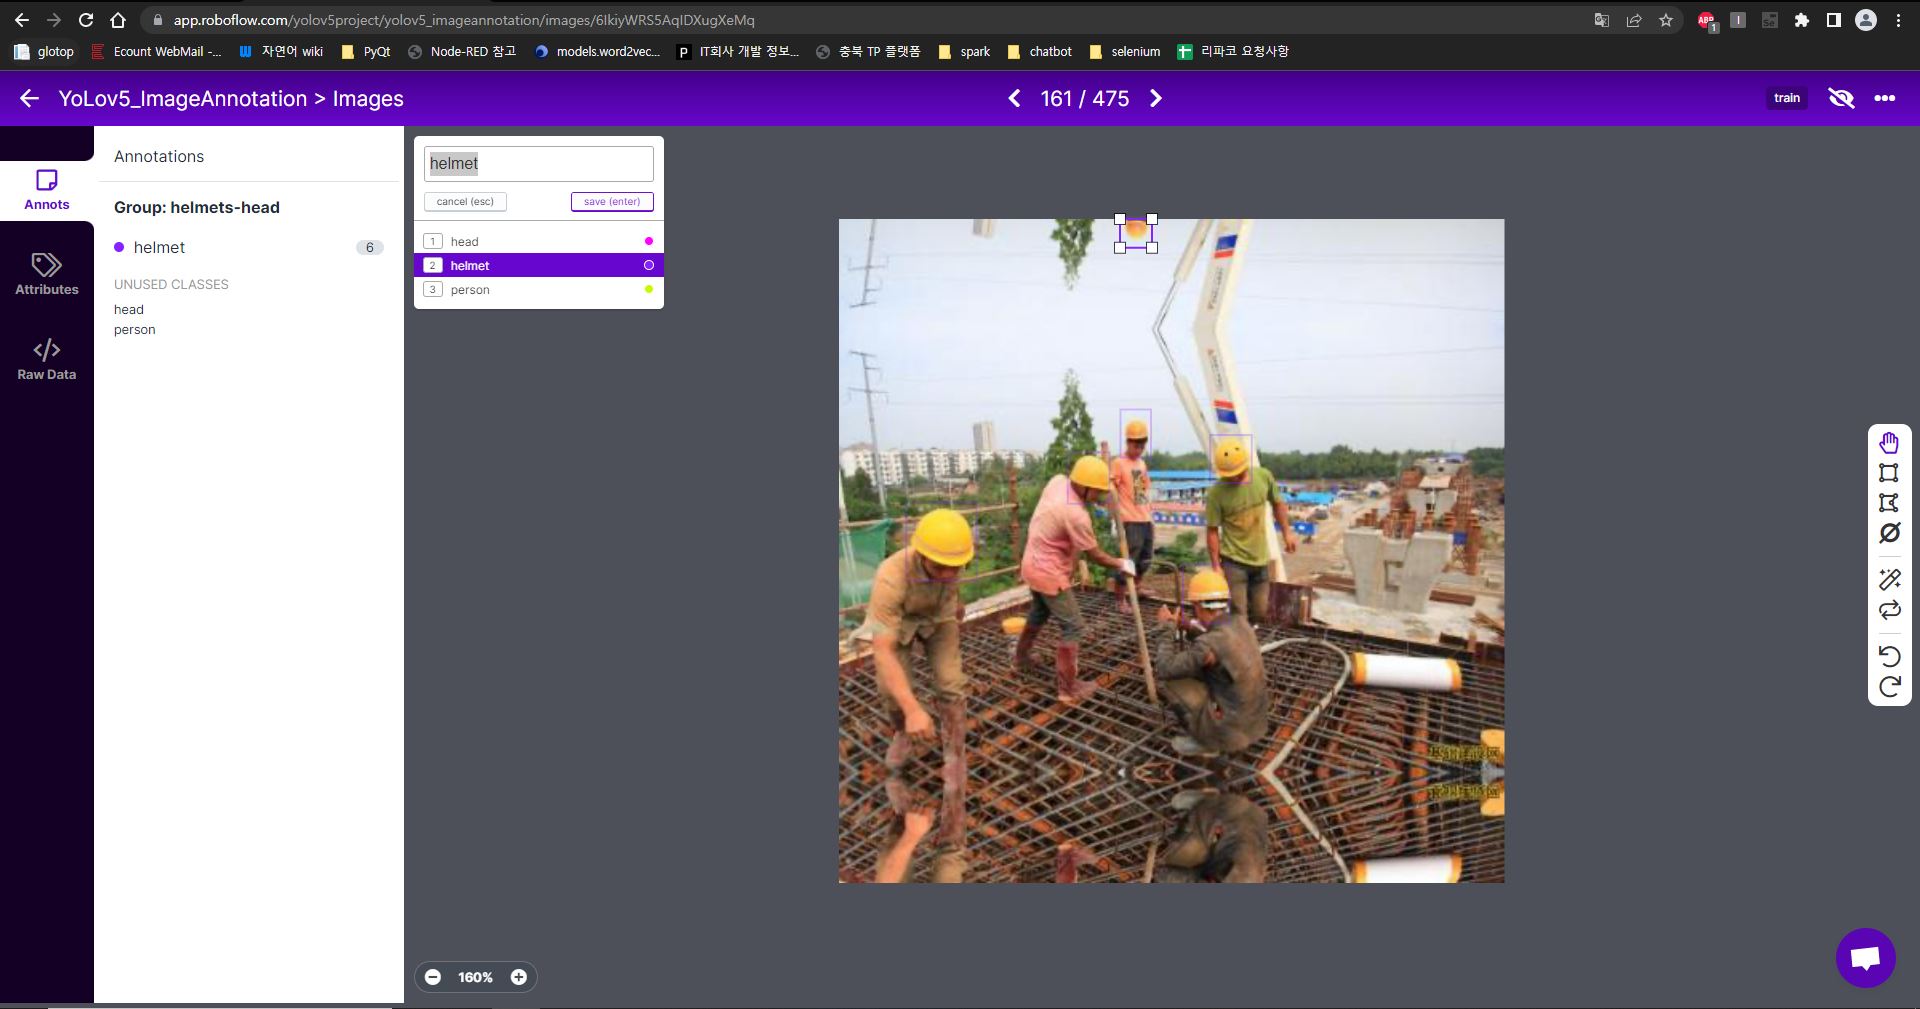 app.roboflow.com/yolov5project/yolov5_imageannotation/images/6IkiyWRS5AqIDXugXeMq
ABP 1
glotop Ecount WebMail -... 자연어 wiki PyQt Node-RED 참고 models.word2vec... IT회사 개발 정보... 충북 TP 플랫폼 spark chatbot selenium 리파코 요청사항
YoLov5_ImageAnnotation > Images
161 / 475
train
Annots
Attributes
Raw Data
Annotations
Group: helmets-head
helmet 6
UNUSED CLASSES
head
person
helmet
cancel (esc) save (enter)
1 head
2 helmet
3 person
160%